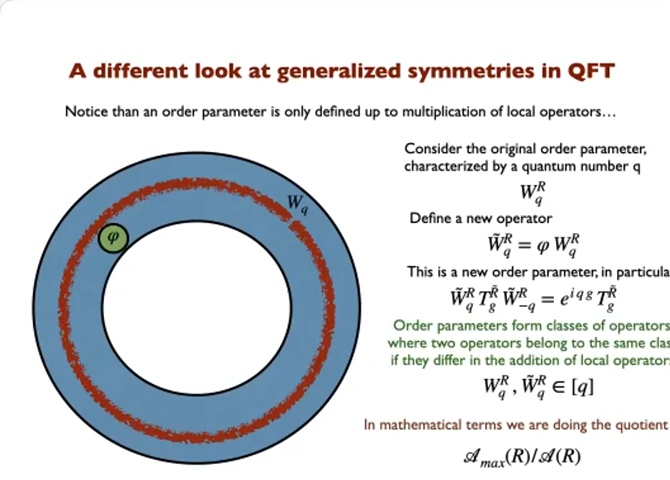 A different look at generalized symmetries in QFT
Notice than an order parameter is only defined up to multiplication of local operators…
Consider the original order parameter,
characterized by a quantum number q
W_q^R
Define a new operator
W̃_q^R = φ W_q^R
This is a new order parameter, in particula
W̃_q^R T_g^R̄ W̃_{-q}^R = e^{i q g} T_g^R̄
Order parameters form classes of operators
where two operators belong to the same clas
if they differ in the addition of local operator
W_q^R , W̃_q^R ∈ [q]
In mathematical terms we are doing the quotient
𝒜_max(R)/𝒜(R)
W_q
φ